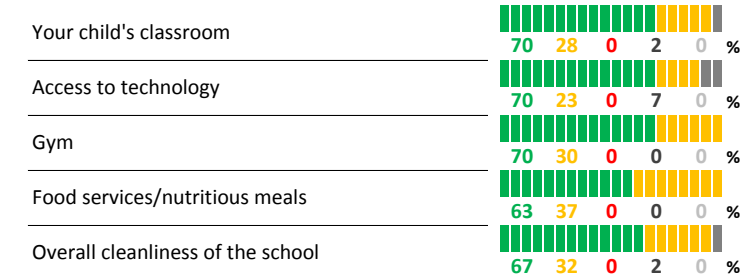 Your child's classroom
70 28 0 2 0 %
Access to technology
70 23 0 7 0 %
Gym
70 30 0 0 0 %
Food services/nutritious meals
63 37 0 0 0 %
Overall cleanliness of the school
67 32 0 2 0 %